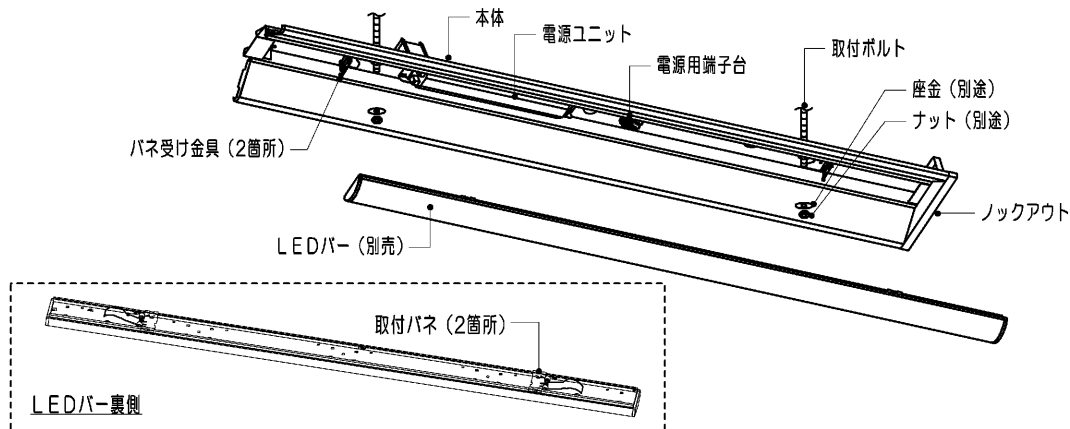 本体
電源ユニット
電源用端子台
取付ボルト
座金（別途）
ナット（別途）
バネ受け金具（2箇所）
ノックアウト
LEDバー（別売）
取付バネ（2箇所）
LEDバー裏側